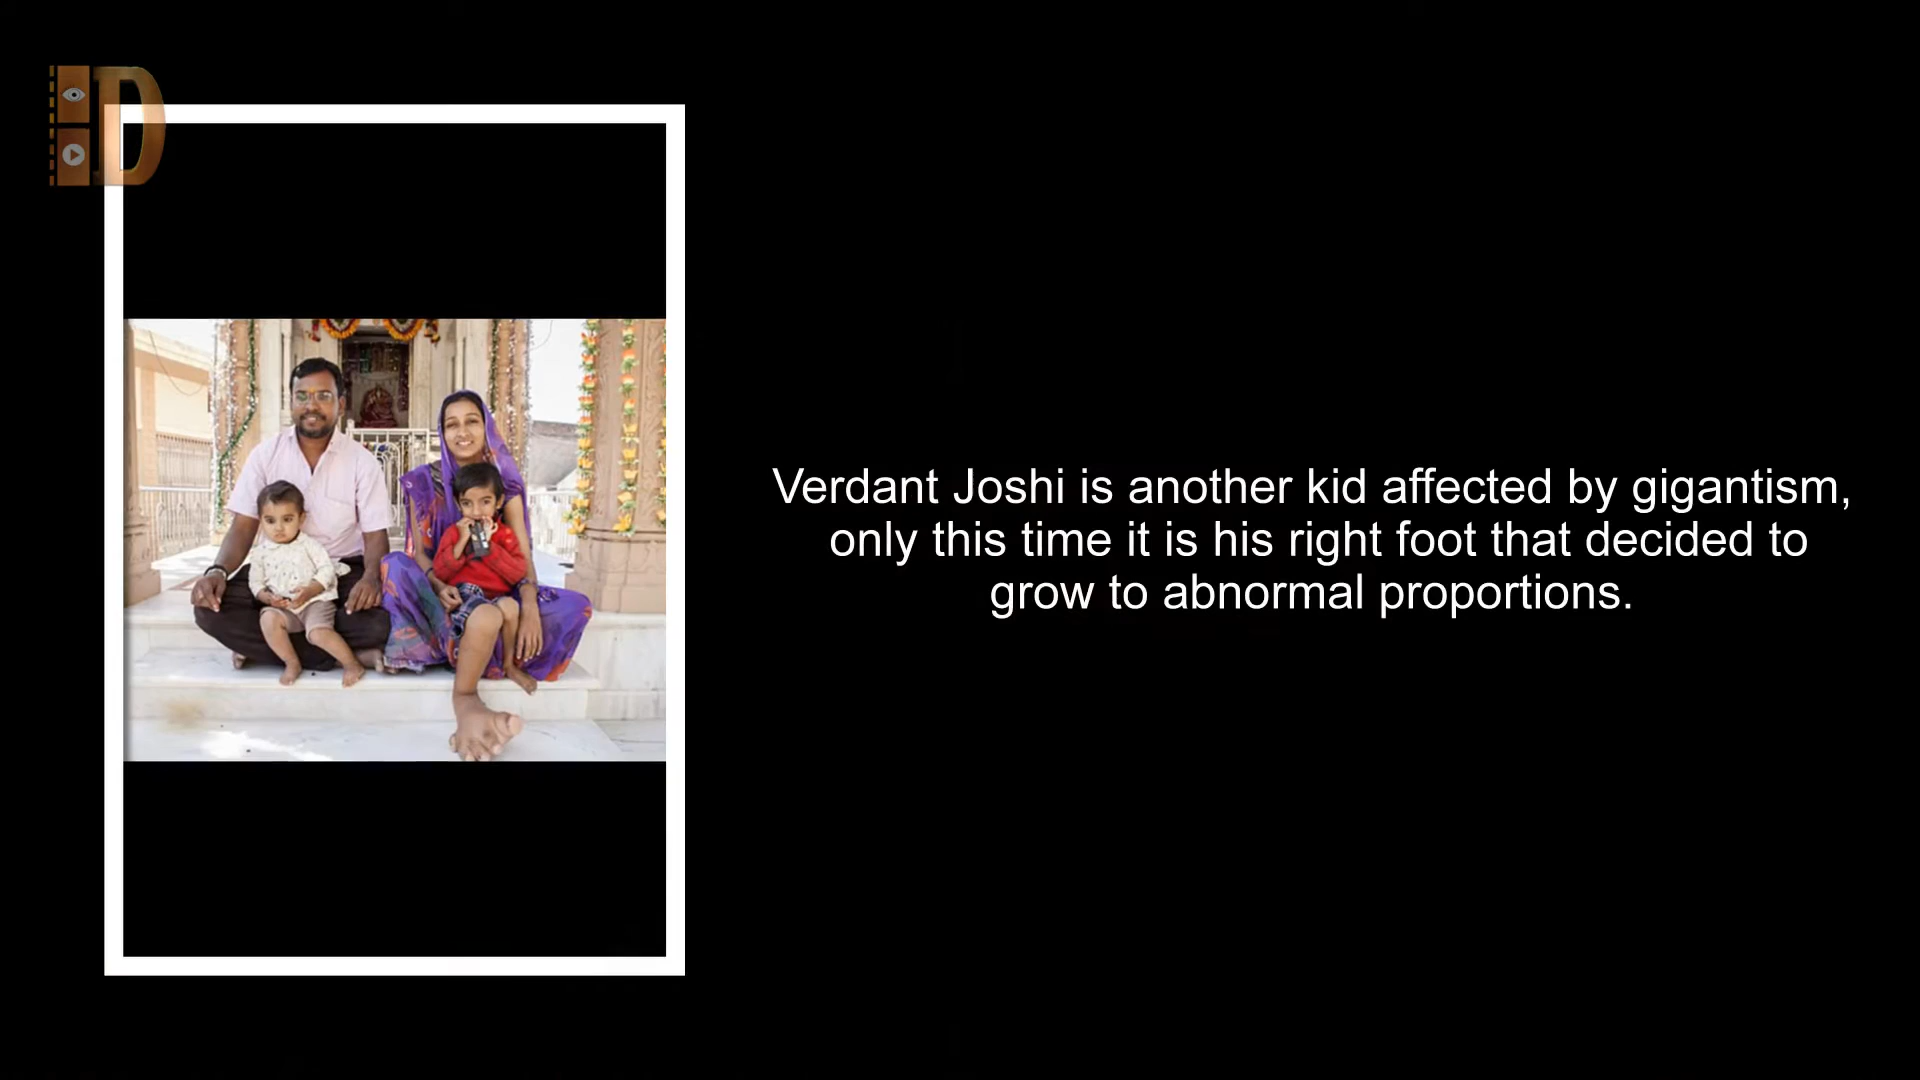 D
Verdant Joshi is another kid affected by gigantism,
only this time it is his right foot that decided to
grow to abnormal proportions.